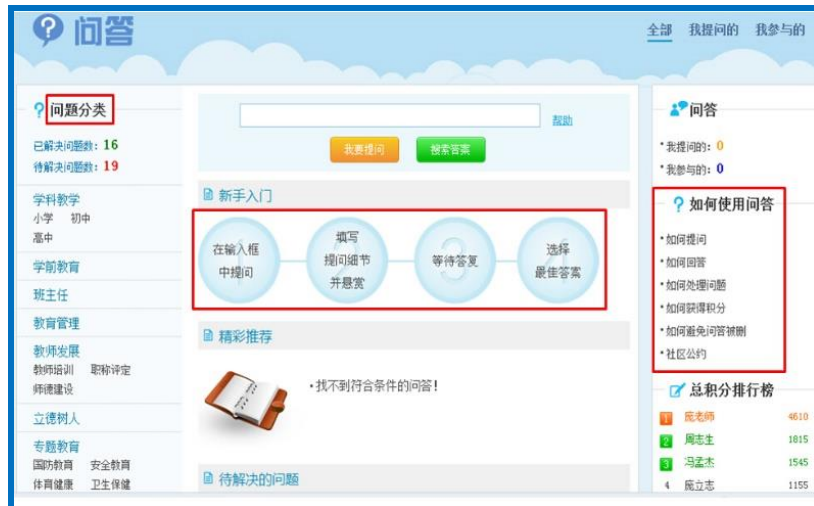 问答
全部 我提问的 我参与的
问题分类
已解决问题数: 16
待解决问题数: 19
学科教学
小学 初中
高中
学前教育
班主任
教育管理
教师发展
教师培训 职称评定
师德建设
立德树人
专题教育
国防教育 安全教育
体育健康 卫生保健
帮助
我要提问 搜索答案
新手入门
1
在输入框
中提问
2
填写
提问细节
并悬赏
3
等待答复
4
选择
最佳答案
精彩推荐
·找不到符合条件的问答!
待解决的问题
问答
·我提问的: 0
·我参与的: 0
如何使用问答
·如何提问
·如何回答
·如何处理问题
·如何获得积分
·如何避免问答被删
·社区公约
总积分排行榜
1 庞老师 4610
2 周志生 1815
3 冯孟杰 1545
4 庞立志 1155